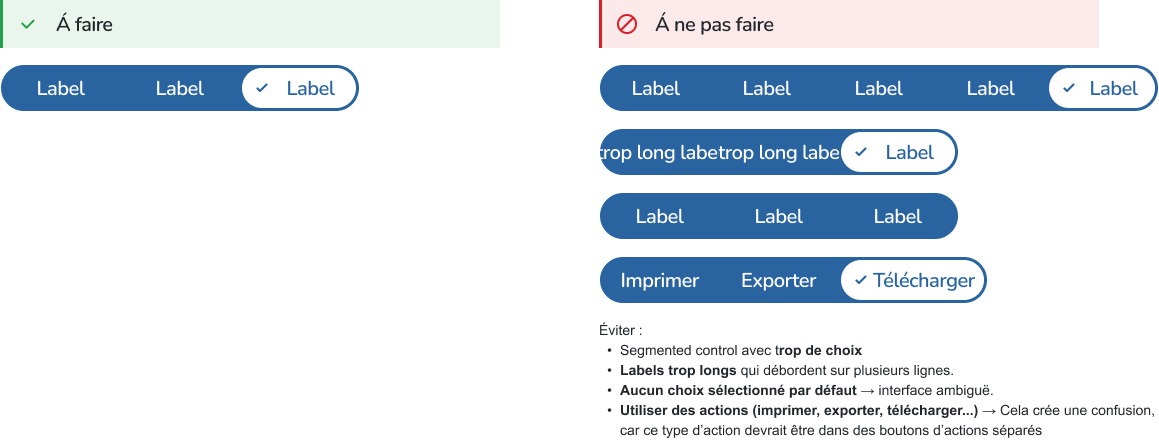 Á faire
Label Label Label
Á ne pas faire
Label Label Label Label Label
trop long labe trop long labe Label
Label Label Label
Imprimer Exporter Télécharger
Éviter :
• Segmented control avec trop de choix
• Labels trop longs qui débordent sur plusieurs lignes.
• Aucun choix sélectionné par défaut → interface ambiguë.
• Utiliser des actions (imprimer, exporter, télécharger...) → Cela crée une confusion,
car ce type d’action devrait être dans des boutons d’actions séparés